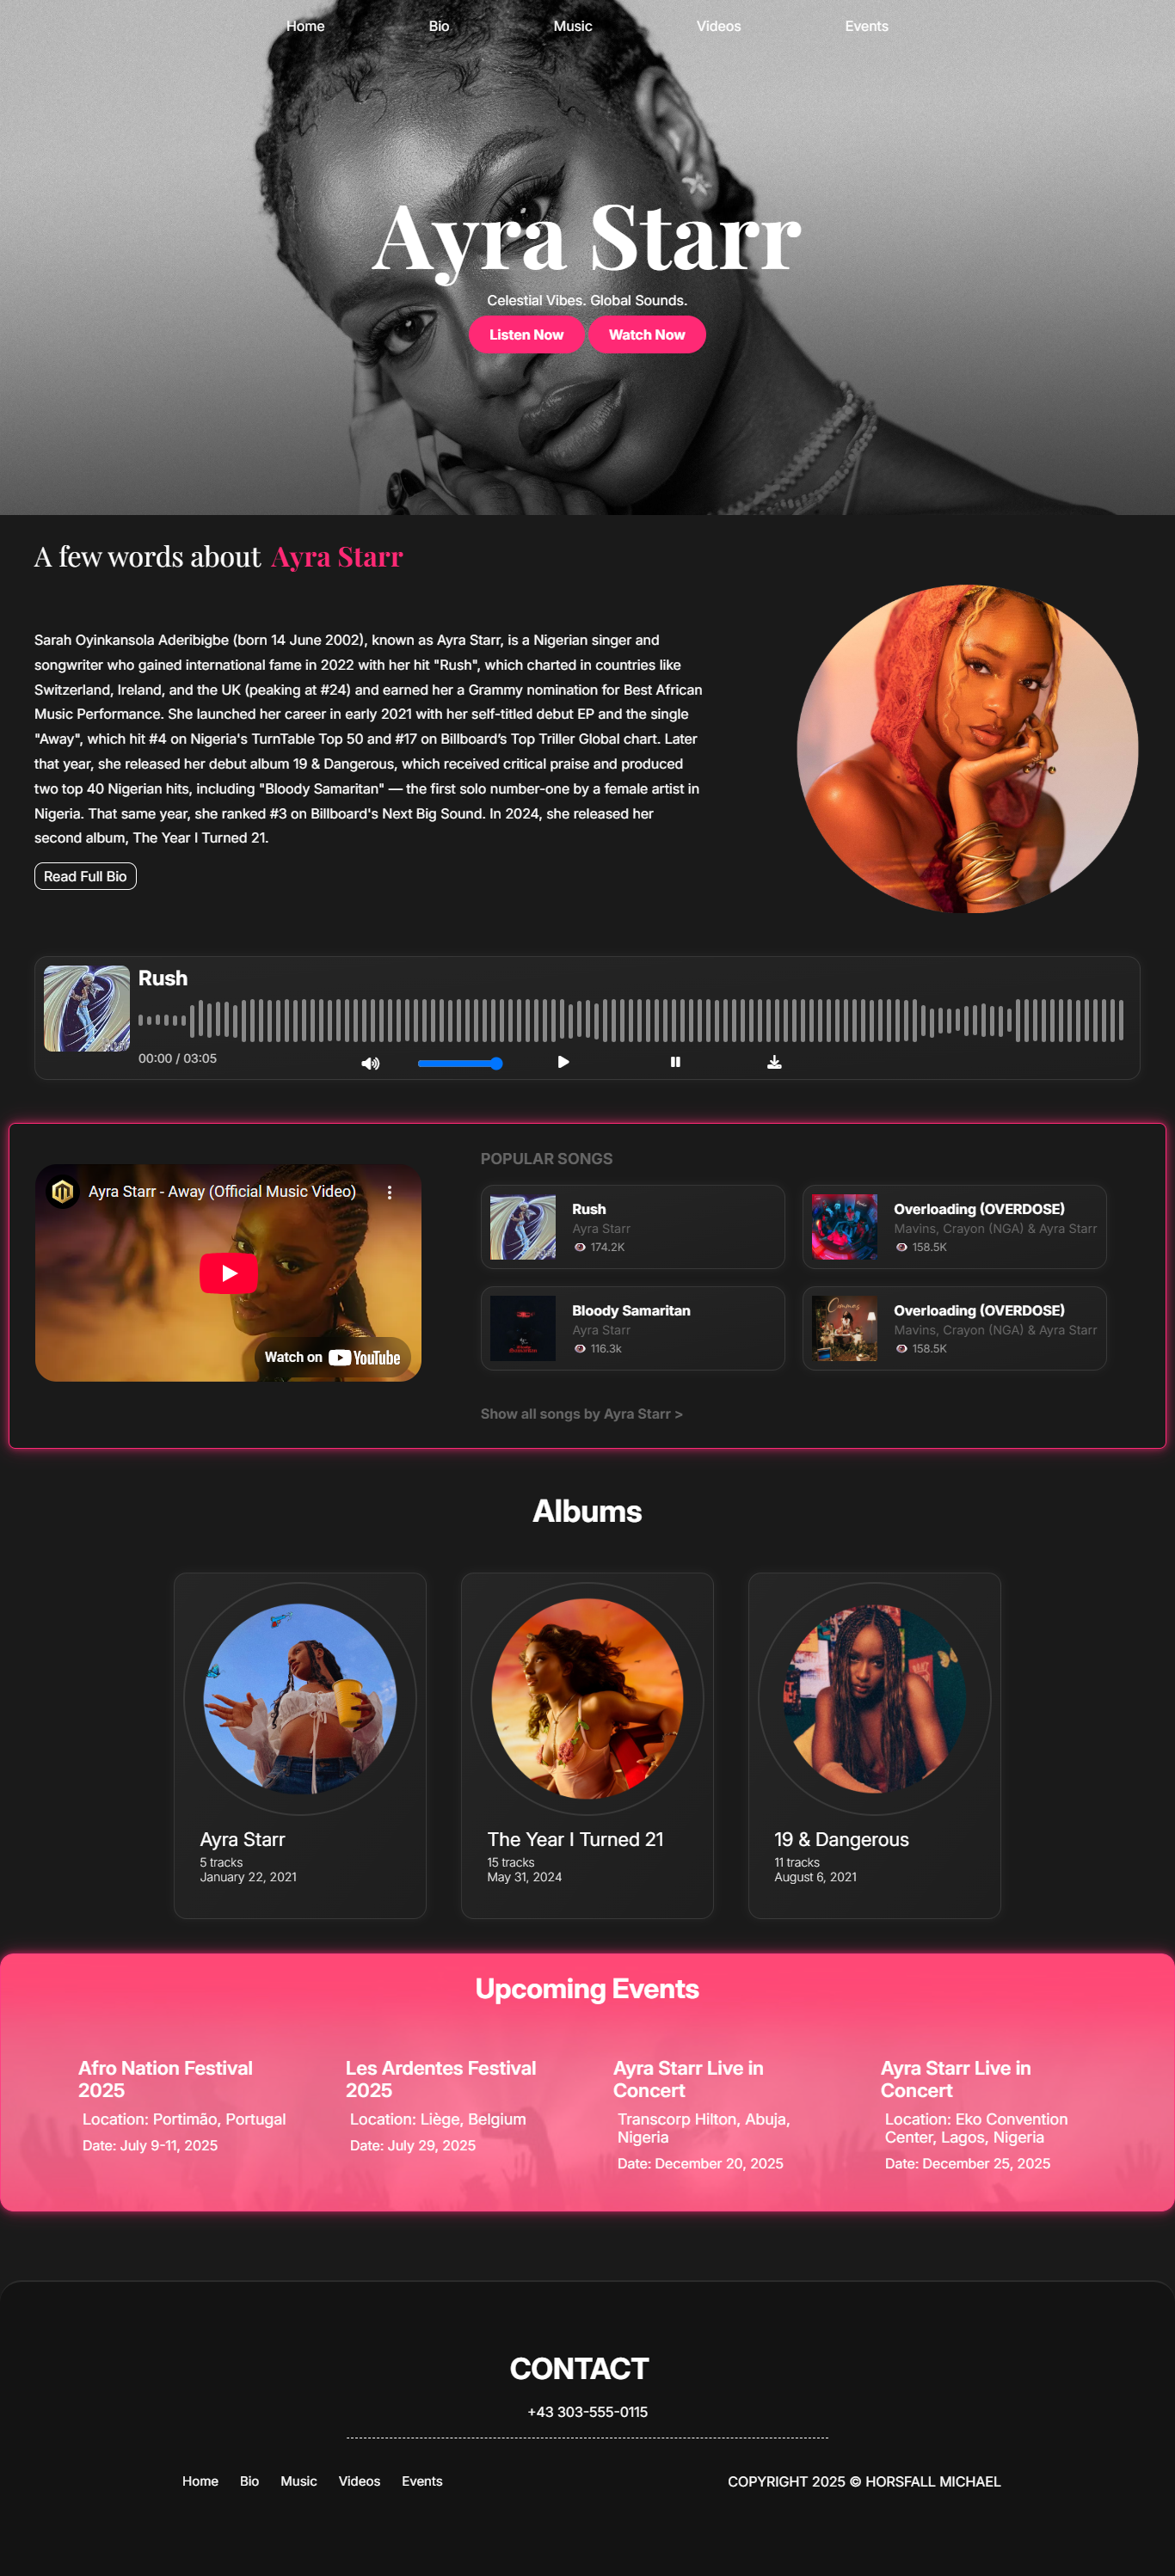 Home Bio Music Videos Events
Ayra Starr
Celestial Vibes. Global Sounds.
Listen Now Watch Now
A few words about Ayra Starr
Sarah Oyinkansola Aderibigbe (born 14 June 2002), known as Ayra Starr, is a Nigerian singer and
songwriter who gained international fame in 2022 with her hit "Rush", which charted in countries like
Switzerland, Ireland, and the UK (peaking at #24) and earned her a Grammy nomination for Best African
Music Performance. She launched her career in early 2021 with her self-titled debut EP and the single
"Away", which hit #4 on Nigeria's TurnTable Top 50 and #17 on Billboard’s Top Triller Global chart. Later
that year, she released her debut album 19 & Dangerous, which received critical praise and produced
two top 40 Nigerian hits, including "Bloody Samaritan" — the first solo number-one by a female artist in
Nigeria. That same year, she ranked #3 on Billboard's Next Big Sound. In 2024, she released her
second album, The Year I Turned 21.
Read Full Bio
Rush
00:00 / 03:05
Ayra Starr - Away (Official Music Video)
Watch on YouTube
POPULAR SONGS
Rush
Ayra Starr
174.2K
Overloading (OVERDOSE)
Mavins, Crayon (NGA) & Ayra Starr
158.5K
Bloody Samaritan
Ayra Starr
116.3k
Overloading (OVERDOSE)
Mavins, Crayon (NGA) & Ayra Starr
158.5K
Show all songs by Ayra Starr >
Albums
Ayra Starr
5 tracks
January 22, 2021
The Year I Turned 21
15 tracks
May 31, 2024
19 & Dangerous
11 tracks
August 6, 2021
Upcoming Events
Afro Nation Festival
2025
Location: Portimão, Portugal
Date: July 9-11, 2025
Les Ardentes Festival
2025
Location: Liège, Belgium
Date: July 29, 2025
Ayra Starr Live in
Concert
Transcorp Hilton, Abuja,
Nigeria
Date: December 20, 2025
Ayra Starr Live in
Concert
Location: Eko Convention
Center, Lagos, Nigeria
Date: December 25, 2025
CONTACT
+43 303-555-0115
Home Bio Music Videos Events
COPYRIGHT 2025 © HORSFALL MICHAEL